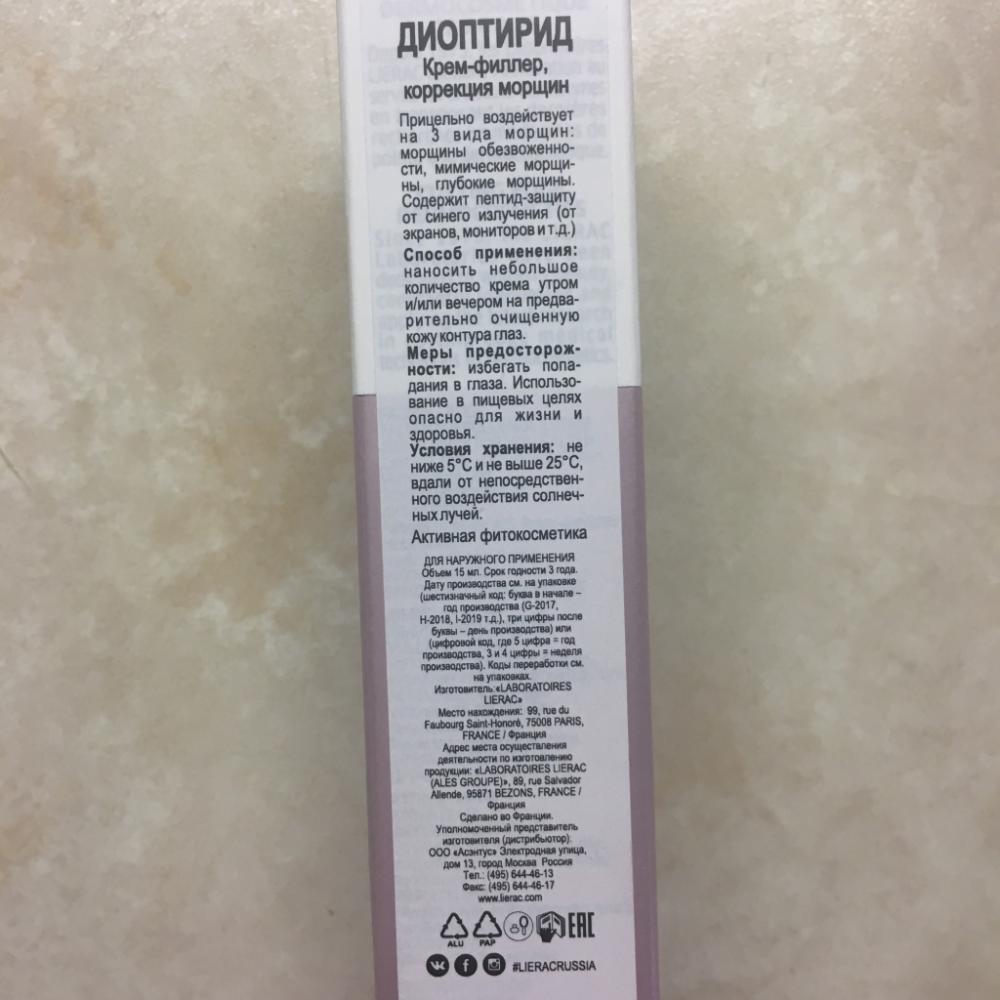 ДИОПТИРИД
Крем-филлер,
коррекция морщин
Прицельно воздействует
на 3 вида морщин:
морщины обезвоженно-
сти, мимические морщи-
ны, глубокие морщины.
Содержит пептид-защиту
от синего излучения (от
экранов, мониторов и т.д.)
Способ применения:
наносить небольшое
количество крема утром
и/или вечером на предва-
рительно очищенную
кожу контура глаз.
Меры предосторож-
ности: избегать попа-
дания в глаза. Использо-
вание в пищевых целях
опасно для жизни и
здоровья.
Условия хранения: не
ниже 5°С и не выше 25°С,
вдали от непосредствен-
ного воздействия солнеч-
ных лучей.
Активная фитокосметика
ДЛЯ НАРУЖНОГО ПРИМЕНЕНИЯ
Объем 15 мл. Срок годности 3 года.
Дату производства см. на упаковке
(шестизначный код: буква в начале –
год производства (G-2017,
H-2018, I-2019 т.д.), три цифры после
буквы – день производства) или
(цифровой код, где 5 цифра = год
производства, 3 и 4 цифры = неделя
производства). Коды переработки см.
на упаковках.
Изготовитель:«LABORATOIRES
LIERAC»
Место нахождения: 99, rue du
Faubourg Saint-Honoré, 75008 PARIS,
FRANCE / Франция
Адрес места осуществления
деятельности по изготовлению
продукции: «LABORATOIRES LIERAC
(ALES GROUPE)», 89, rue Salvador
Allende, 95871 BEZONS, FRANCE /
Франция
Сделано во Франции.
Уполномоченный представитель
изготовителя (дистрибьютор):
ООО «Асэнтус» Электродная улица,
дом 13, город Москва Россия
Тел.: (495) 644-46-13
Факс: (495) 644-46-17
www.lierac.com
ALU PAP EAC
#LIERACRUSSIA